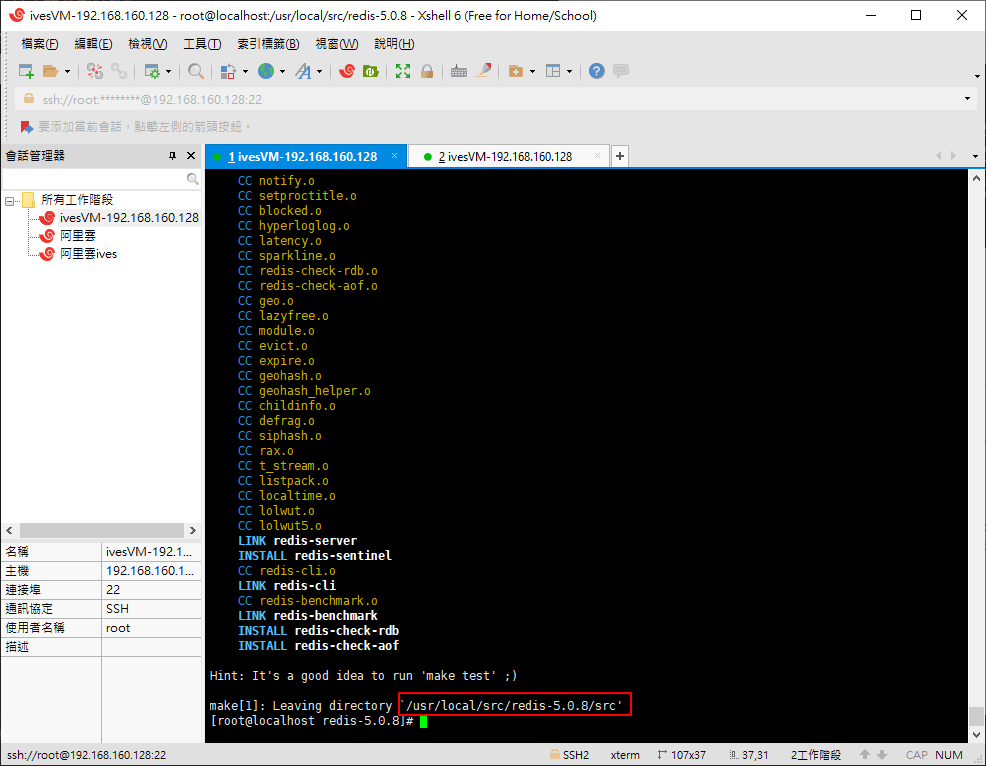 ivesVM-192.168.160.128 - root@localhost:/usr/local/src/redis-5.0.8 - Xshell 6 (Free for Home/School)
檔案(F) 編輯(E) 檢視(V) 工具(T) 索引標籤(B) 視窗(W) 說明(H)
ssh://root:********@192.168.160.128:22
要添加當前會話，點擊左側的箭頭按鈕。
會話管理器
1 ivesVM-192.168.160.128
2 ivesVM-192.168.160.128
所有工作階段
ivesVM-192.168.160.128
阿里雲
阿里雲ives
名稱 ivesVM-192.1...
主機 192.168.160.1...
連接埠 22
通訊協定 SSH
使用者名稱 root
描述
CC notify.o
CC setproctitle.o
CC blocked.o
CC hyperloglog.o
CC latency.o
CC sparkline.o
CC redis-check-rdb.o
CC redis-check-aof.o
CC geo.o
CC lazyfree.o
CC module.o
CC evict.o
CC expire.o
CC geohash.o
CC geohash_helper.o
CC childinfo.o
CC defrag.o
CC siphash.o
CC rax.o
CC t_stream.o
CC listpack.o
CC localtime.o
CC lolwut.o
CC lolwut5.o
LINK redis-server
INSTALL redis-sentinel
CC redis-cli.o
LINK redis-cli
CC redis-benchmark.o
LINK redis-benchmark
INSTALL redis-check-rdb
INSTALL redis-check-aof
Hint: It's a good idea to run 'make test' ;)
make[1]: Leaving directory `/usr/local/src/redis-5.0.8/src'
[root@localhost redis-5.0.8]#
ssh://root@192.168.160.128:22 SSH2 xterm 107x37 37,31 2工作階段 CAP NUM